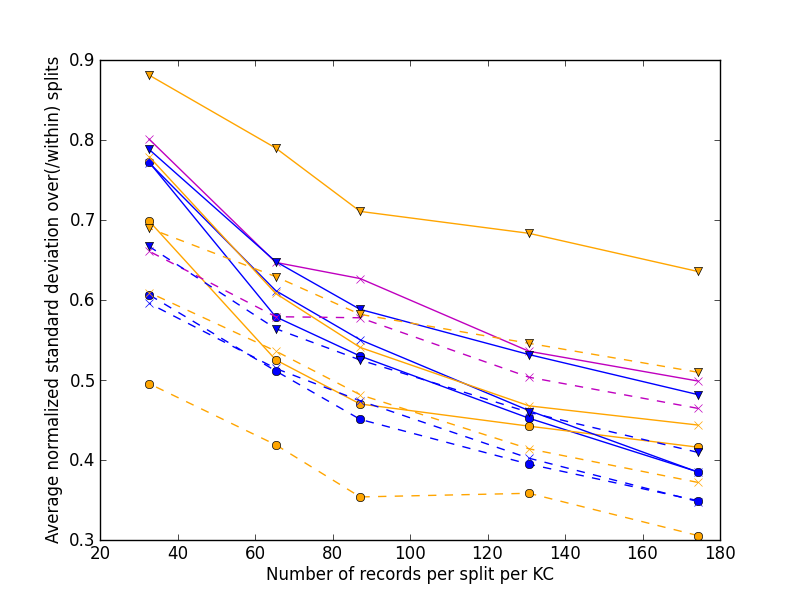 Average normalized standard deviation over(/within) splits
0.9
0.8
0.7
0.6
0.5
0.4
0.3
20 40 60 80 100 120 140 160 180
Number of records per split per KC